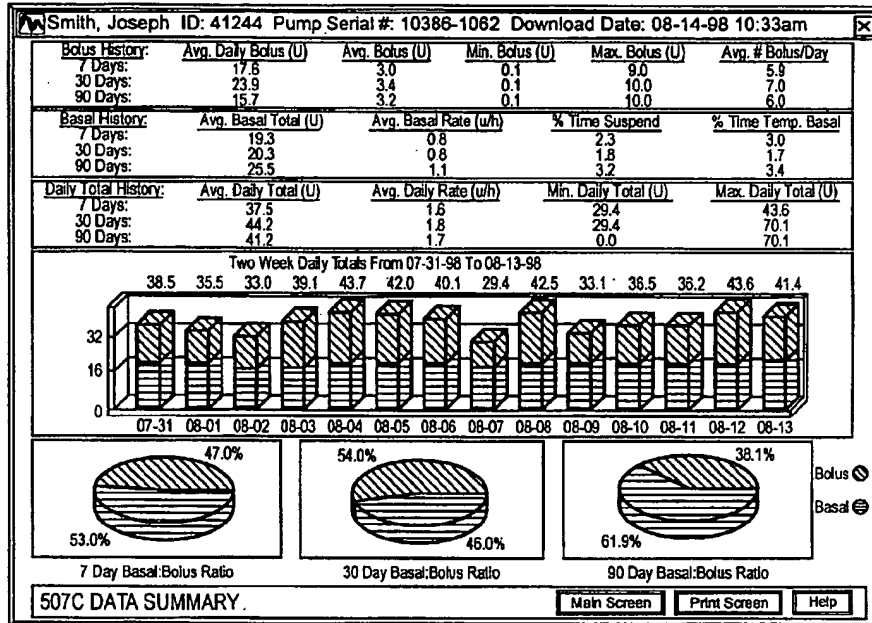 Smith, Joseph ID: 41244 Pump Serial #: 10386-1062 Download Date: 08-14-98 10:33am
Bolus History: Avg. Daily Bolus (U) Avg. Bolus (U) Min. Bolus (U) Max. Bolus (U) Avg. # Bolus/Day
7 Days: 17.6 3.0 0.1 9.0 5.9
30 Days: 23.9 3.4 0.1 10.0 7.0
90 Days: 15.7 3.2 0.1 10.0 6.0
Basal History: Avg. Basal Total (U) Avg. Basal Rate (u/h) % Time Suspend % Time Temp. Basal
7 Days: 19.3 0.8 2.3 3.0
30 Days: 20.3 0.8 1.8 1.7
90 Days: 25.5 1.1 3.2 3.4
Daily Total History: Avg. Daily Total (U) Avg. Daily Rate (u/h) Min. Daily Total (U) Max. Daily Total (U)
7 Days: 37.5 1.6 29.4 43.6
30 Days: 44.2 1.8 29.4 70.1
90 Days: 41.2 1.7 0.0 70.1
Two Week Daily Totals From 07-31-98 To 08-13-98
38.5 35.5 33.0 39.1 43.7 42.0 40.1 29.4 42.5 33.1 36.5 36.2 43.6 41.4
32
16
0
07-31 08-01 08-02 08-03 08-04 08-05 08-06 08-07 08-08 08-09 08-10 08-11 08-12 08-13
47.0% 54.0% 38.1%
Bolus
Basal
53.0% 46.0% 61.9%
7 Day Basal:Bolus Ratio 30 Day Basal:Bolus Ratio 90 Day Basal:Bolus Ratio
507C DATA SUMMARY. Main Screen Print Screen Help